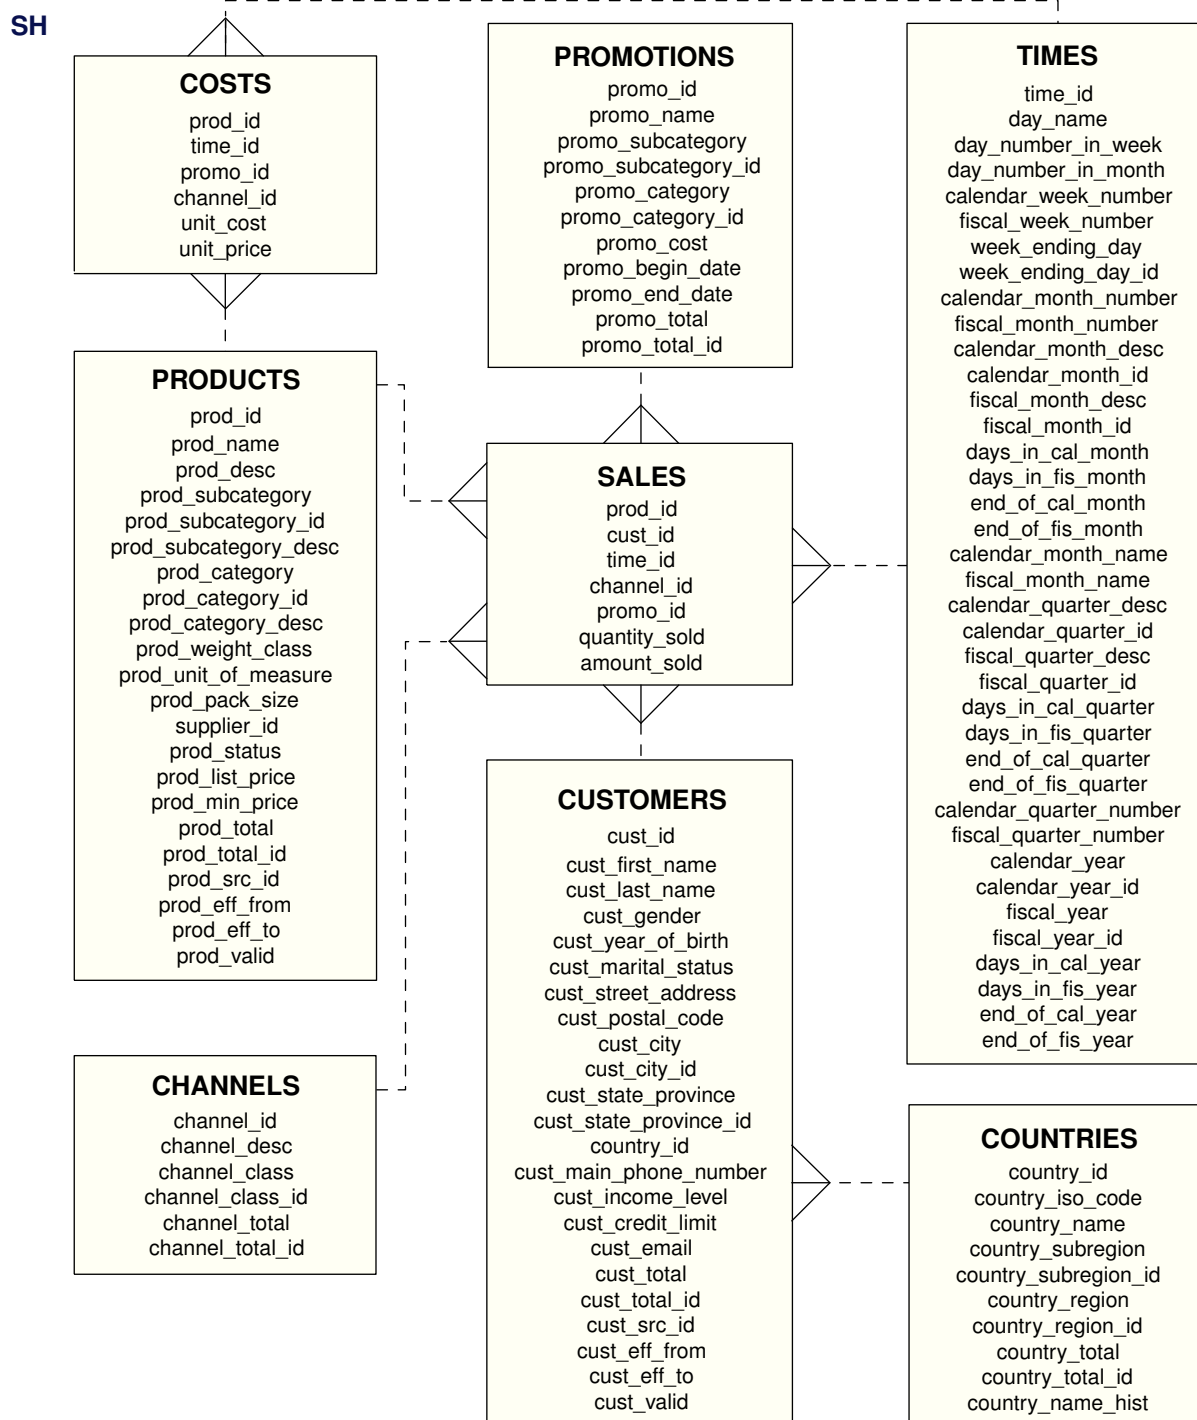 SH
COSTS
prod_id
time_id
promo_id
channel_id
unit_cost
unit_price
PROMOTIONS
promo_id
promo_name
promo_subcategory
promo_subcategory_id
promo_category
promo_category_id
promo_cost
promo_begin_date
promo_end_date
promo_total
promo_total_id
TIMES
time_id
day_name
day_number_in_week
day_number_in_month
calendar_week_number
fiscal_week_number
week_ending_day
week_ending_day_id
calendar_month_number
fiscal_month_number
calendar_month_desc
calendar_month_id
fiscal_month_desc
fiscal_month_id
days_in_cal_month
days_in_fis_month
end_of_cal_month
end_of_fis_month
calendar_month_name
fiscal_month_name
calendar_quarter_desc
calendar_quarter_id
fiscal_quarter_desc
fiscal_quarter_id
days_in_cal_quarter
days_in_fis_quarter
end_of_cal_quarter
end_of_fis_quarter
calendar_quarter_number
fiscal_quarter_number
calendar_year
calendar_year_id
fiscal_year
fiscal_year_id
days_in_cal_year
days_in_fis_year
end_of_cal_year
end_of_fis_year
PRODUCTS
prod_id
prod_name
prod_desc
prod_subcategory
prod_subcategory_id
prod_subcategory_desc
prod_category
prod_category_id
prod_category_desc
prod_weight_class
prod_unit_of_measure
prod_pack_size
supplier_id
prod_status
prod_list_price
prod_min_price
prod_total
prod_total_id
prod_src_id
prod_eff_from
prod_eff_to
prod_valid
SALES
prod_id
cust_id
time_id
channel_id
promo_id
quantity_sold
amount_sold
CUSTOMERS
cust_id
cust_first_name
cust_last_name
cust_gender
cust_year_of_birth
cust_marital_status
cust_street_address
cust_postal_code
cust_city
cust_city_id
cust_state_province
cust_state_province_id
country_id
cust_main_phone_number
cust_income_level
cust_credit_limit
cust_email
cust_total
cust_total_id
cust_src_id
cust_eff_from
cust_eff_to
cust_valid
CHANNELS
channel_id
channel_desc
channel_class
channel_class_id
channel_total
channel_total_id
COUNTRIES
country_id
country_iso_code
country_name
country_subregion
country_subregion_id
country_region
country_region_id
country_total
country_total_id
country_name_hist